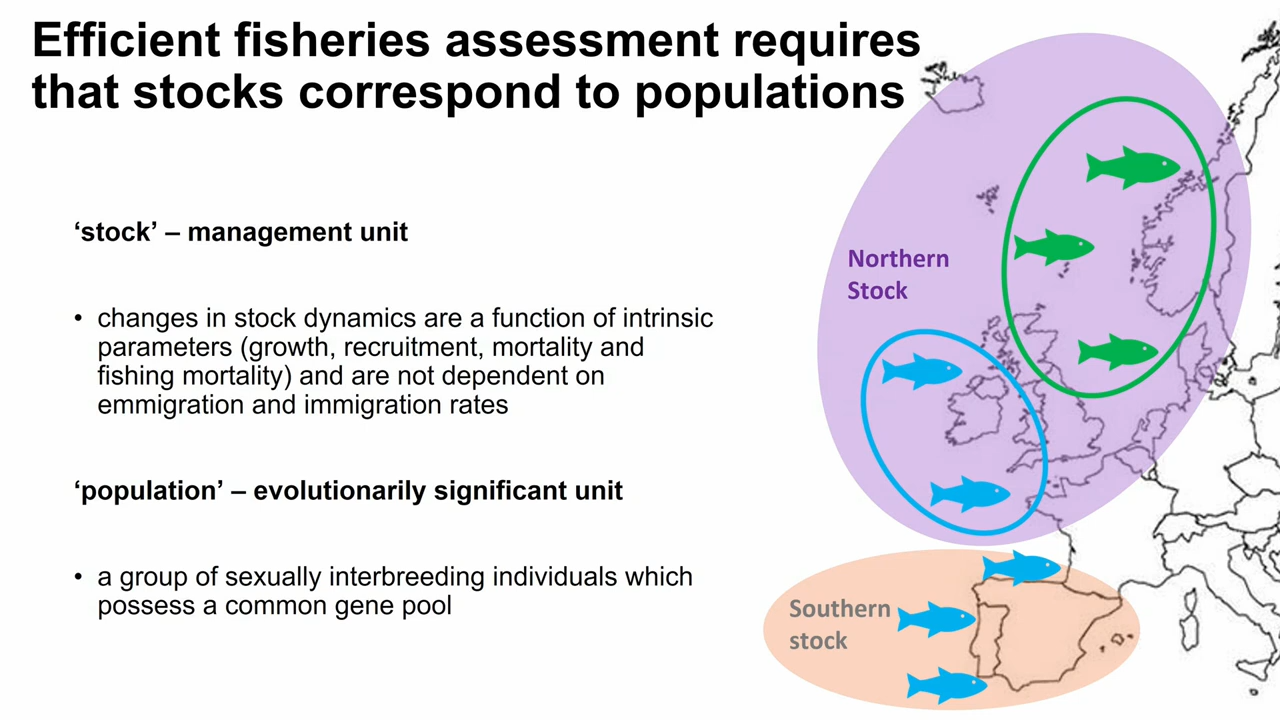 Efficient fisheries assessment requires
that stocks correspond to populations
‘stock’ – management unit
• changes in stock dynamics are a function of intrinsic
parameters (growth, recruitment, mortality and
fishing mortality) and are not dependent on
emmigration and immigration rates
‘population’ – evolutionarily significant unit
• a group of sexually interbreeding individuals which
possess a common gene pool
Northern
Stock
Southern
stock